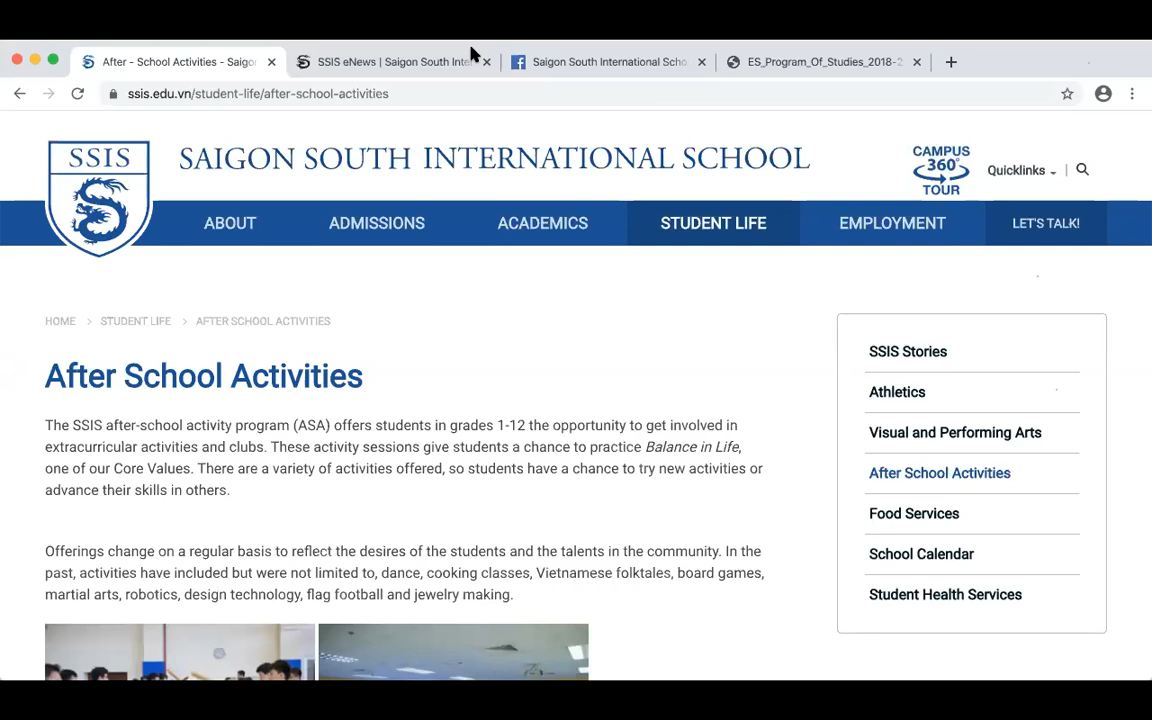 After - School Activities - Saigo
SSIS eNews | Saigon South Inte
Saigon South International Scho
ES_Program_Of_Studies_2018-2
ssis.edu.vn/student-life/after-school-activities
SSIS
SAIGON SOUTH INTERNATIONAL SCHOOL
CAMPUS
360°
TOUR
Quicklinks
ABOUT
ADMISSIONS
ACADEMICS
STUDENT LIFE
EMPLOYMENT
LET'S TALK!
HOME > STUDENT LIFE > AFTER SCHOOL ACTIVITIES
After School Activities
The SSIS after-school activity program (ASA) offers students in grades 1-12 the opportunity to get involved in
extracurricular activities and clubs. These activity sessions give students a chance to practice Balance in Life,
one of our Core Values. There are a variety of activities offered, so students have a chance to try new activities or
advance their skills in others.
Offerings change on a regular basis to reflect the desires of the students and the talents in the community. In the
past, activities have included but were not limited to, dance, cooking classes, Vietnamese folktales, board games,
martial arts, robotics, design technology, flag football and jewelry making.
SSIS Stories
Athletics
Visual and Performing Arts
After School Activities
Food Services
School Calendar
Student Health Services